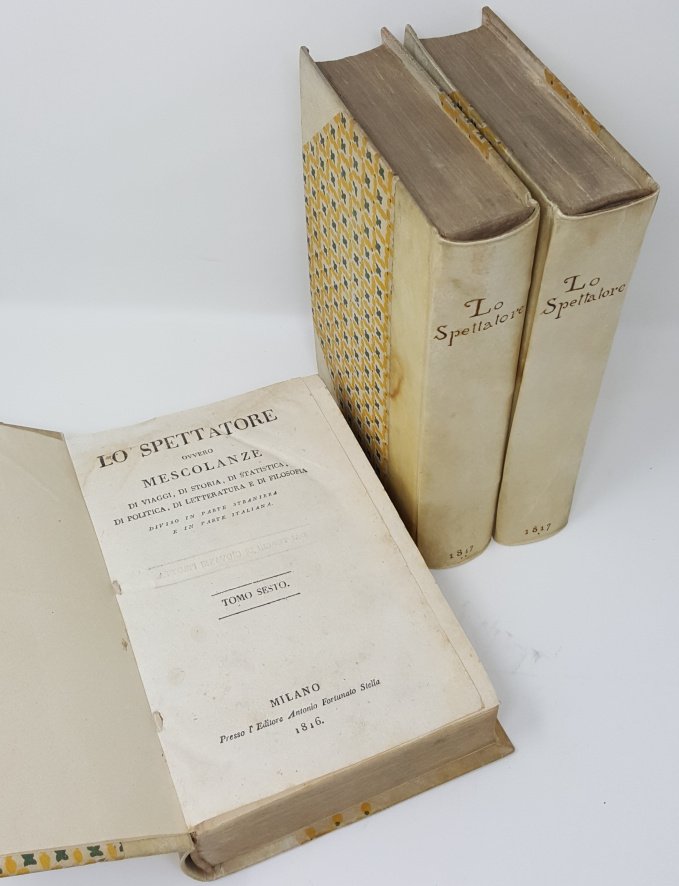 Lo
Spettatore
1817
Lo
Spettatore
1817
LO SPETTATORE
OVVERO
MESCOLANZE
DI VIAGGI, DI STORIA, DI STATISTICA,
DI POLITICA, DI LETTERATURA E DI FILOSOFIA
DIVISO IN PARTE STRANIERA
E IN PARTE ITALIANA.
TOMO SESTO.
MILANO
Presso l'Editore Antonio Fortunato Stella
1816.